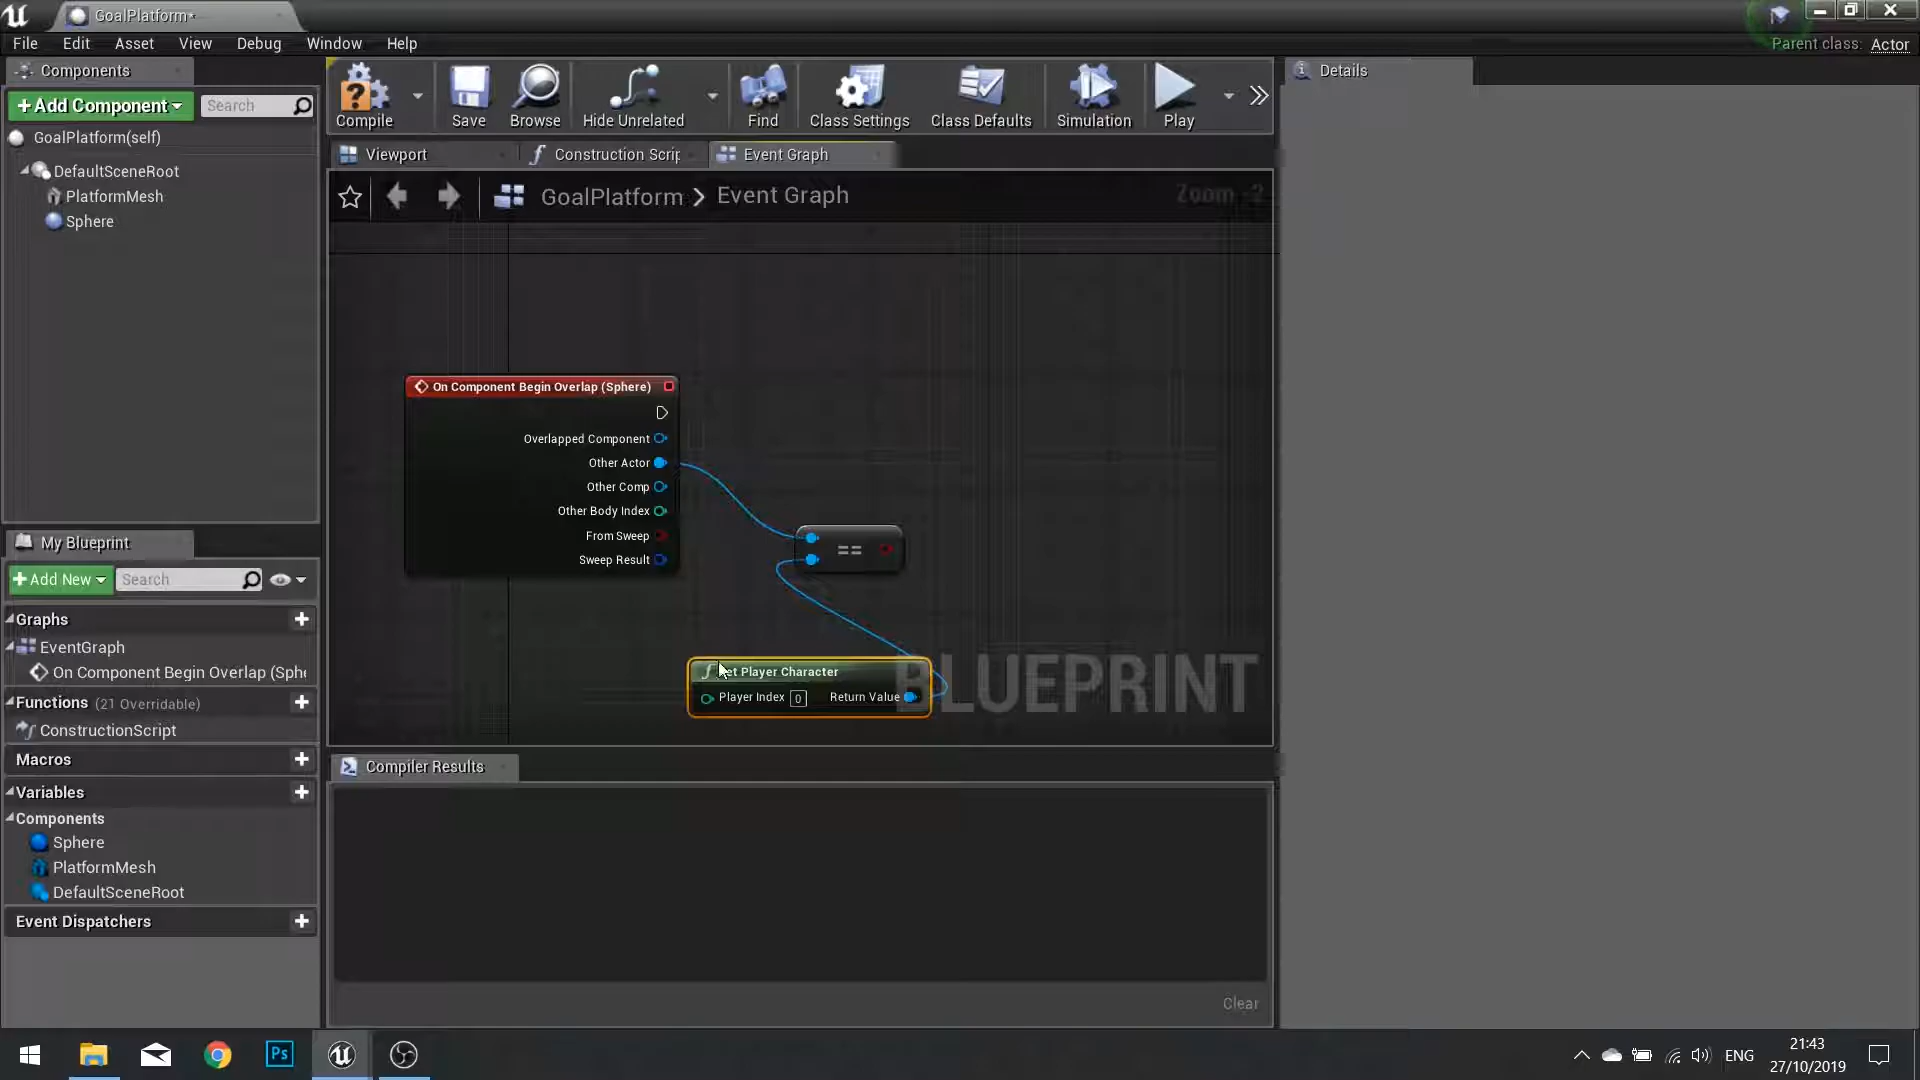 GoalPlatform*
File Edit Asset View Debug Window Help
Parent class: Actor
Components
+Add Component
Search
GoalPlatform(self)
DefaultSceneRoot
PlatformMesh
Sphere
Compile
Save
Browse
Hide Unrelated
Find
Class Settings
Class Defaults
Simulation
Play
Details
Viewport
Construction Scrip
Event Graph
GoalPlatform > Event Graph
Zoom -2
On Component Begin Overlap (Sphere)
Overlapped Component
Other Actor
Other Comp
Other Body Index
From Sweep
Sweep Result
==
et Player Character
Player Index 0 Return Value
BLUEPRINT
My Blueprint
+Add New
Search
Graphs
EventGraph
On Component Begin Overlap (Sphe
Functions (21 Overridable)
ConstructionScript
Macros
Variables
Components
Sphere
PlatformMesh
DefaultSceneRoot
Event Dispatchers
Compiler Results
Clear
Ps
ENG
21:43
27/10/2019